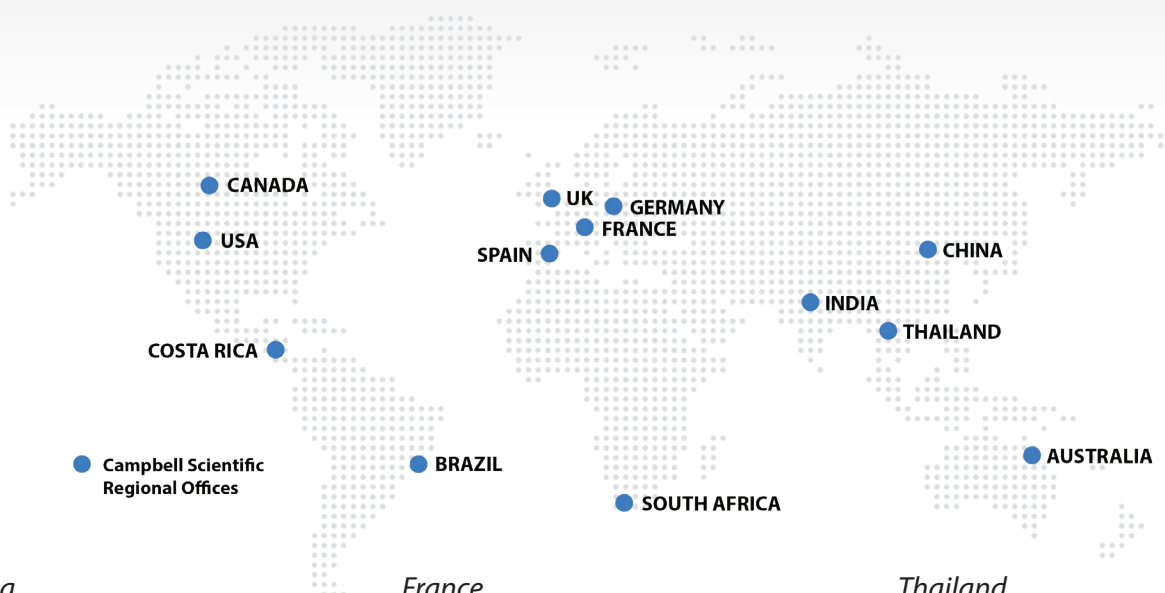 CANADA
UK
GERMANY
FRANCE
USA
SPAIN
CHINA
INDIA
THAILAND
COSTA RICA
AUSTRALIA
Campbell Scientific
Regional Offices
BRAZIL
SOUTH AFRICA
France
Thailand